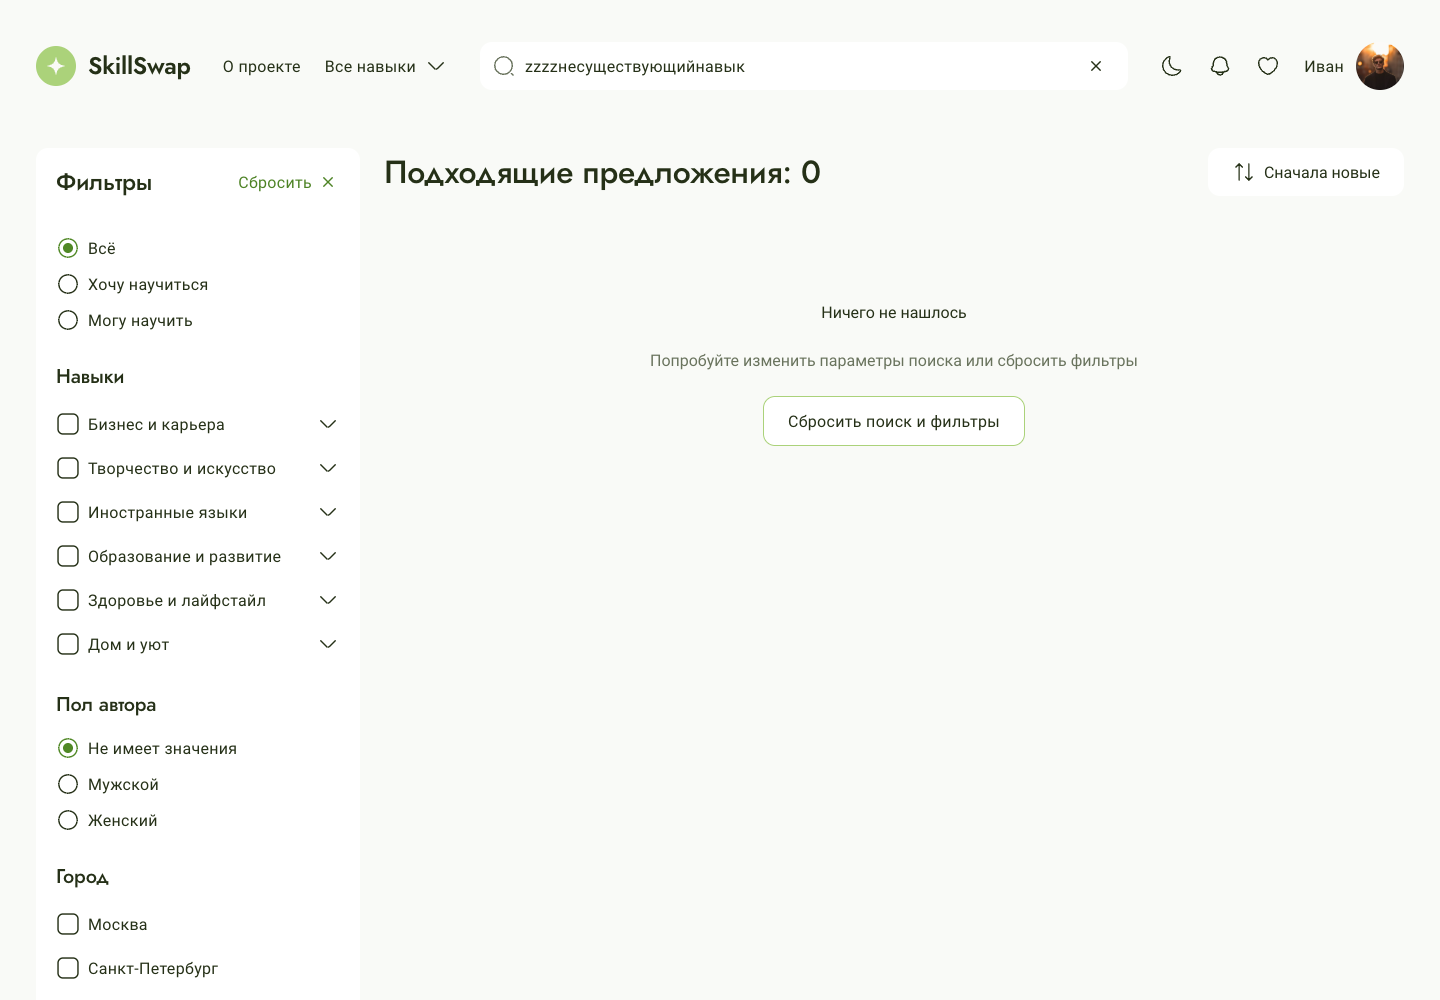 SkillSwap
О проекте
Все навыки
zzzzнесуществующийнавык
Иван
Фильтры
Сбросить
Всё
Хочу научиться
Могу научить
Навыки
Бизнес и карьера
Творчество и искусство
Иностранные языки
Образование и развитие
Здоровье и лайфстайл
Дом и уют
Пол автора
Не имеет значения
Мужской
Женский
Город
Москва
Санкт-Петербург
Подходящие предложения: 0
Сначала новые
Ничего не нашлось
Попробуйте изменить параметры поиска или сбросить фильтры
Сбросить поиск и фильтры